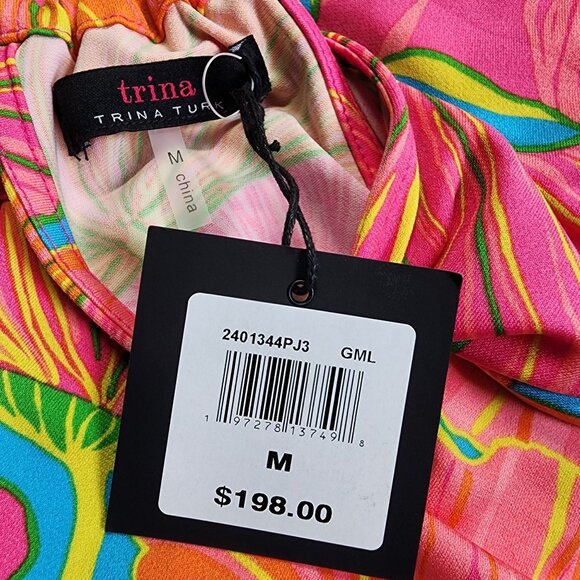 trina
TRINA TURK
M
china
2401344PJ3 GML
1 97278 13749 8
M
$198.00